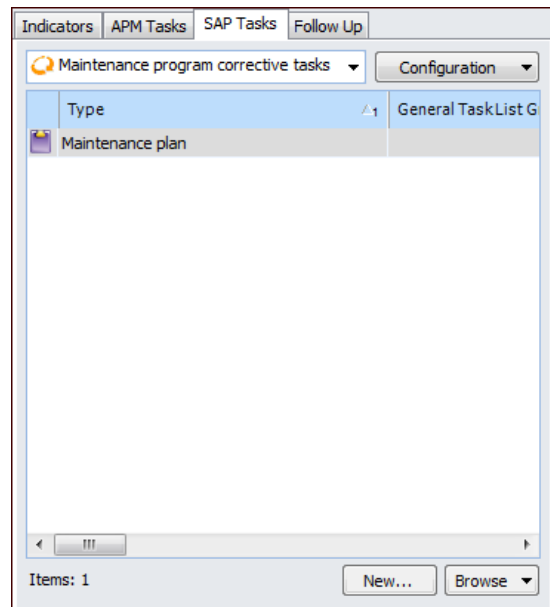 Indicators APM Tasks SAP Tasks Follow Up
Maintenance program corrective tasks Configuration
Type 1 General TaskList G
Maintenance plan
Items: 1 New... Browse